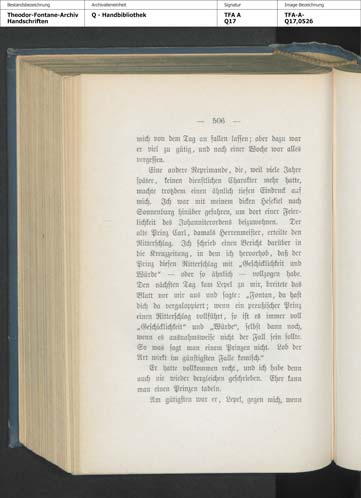 Bestandsbezeichnung
Theodor-Fontane-Archiv
Handschriften
Archivalieneinheit
Q - Handbibliothek
Signatur
TFA A
Q17
Image Bezeichnung
TFA-A-
Q17,0526
— 506 —
mich von dem Tag an fallen lassen; aber dazu war
er viel zu gütig, und nach einer Woche war alles
vergessen.
Eine andere Reprimande, die, weil viele Jahre
später, keinen dienstlichen Charakter mehr hatte,
machte trotzdem einen ähnlich tiefen Eindruck auf
mich. Ich war mit meinem dicken Hesekiel nach
Sonnenburg hinüber gefahren, um dort einer Feier-
lichkeit des Johanniterordens beizuwohnen. Der
alte Prinz Carl, damals Herrenmeister, erteilte den
Ritterschlag. Ich schrieb einen Bericht darüber in
die Kreuzzeitung, in dem ich hervorhob, daß der
Prinz diesen Ritterschlag mit „Geschicklichkeit und
Würde“ — oder so ähnlich — vollzogen habe.
Den nächsten Tag kam Lepel zu mir, breitete das
Blatt vor mir aus und sagte: „Fontan, da hast
dich da vergaloppiert; wenn ein preußischer Prinz
einen Ritterschlag vollführt, so ist es immer voll
„Geschicklichkeit“ und „Würde“, selbst dann noch,
wenn es ausnahmsweise nicht der Fall sein sollte.
So was sagt man einem Prinzen nicht. Lob der
Art wirkt im günstigsten Falle komisch.“
Er hatte vollkommen recht, und ich habe denn
auch nie wieder dergleichen geschrieben. Eher kann
man einen Prinzen tadeln.
Am gütigsten war er, Lepel, gegen mich, wenn